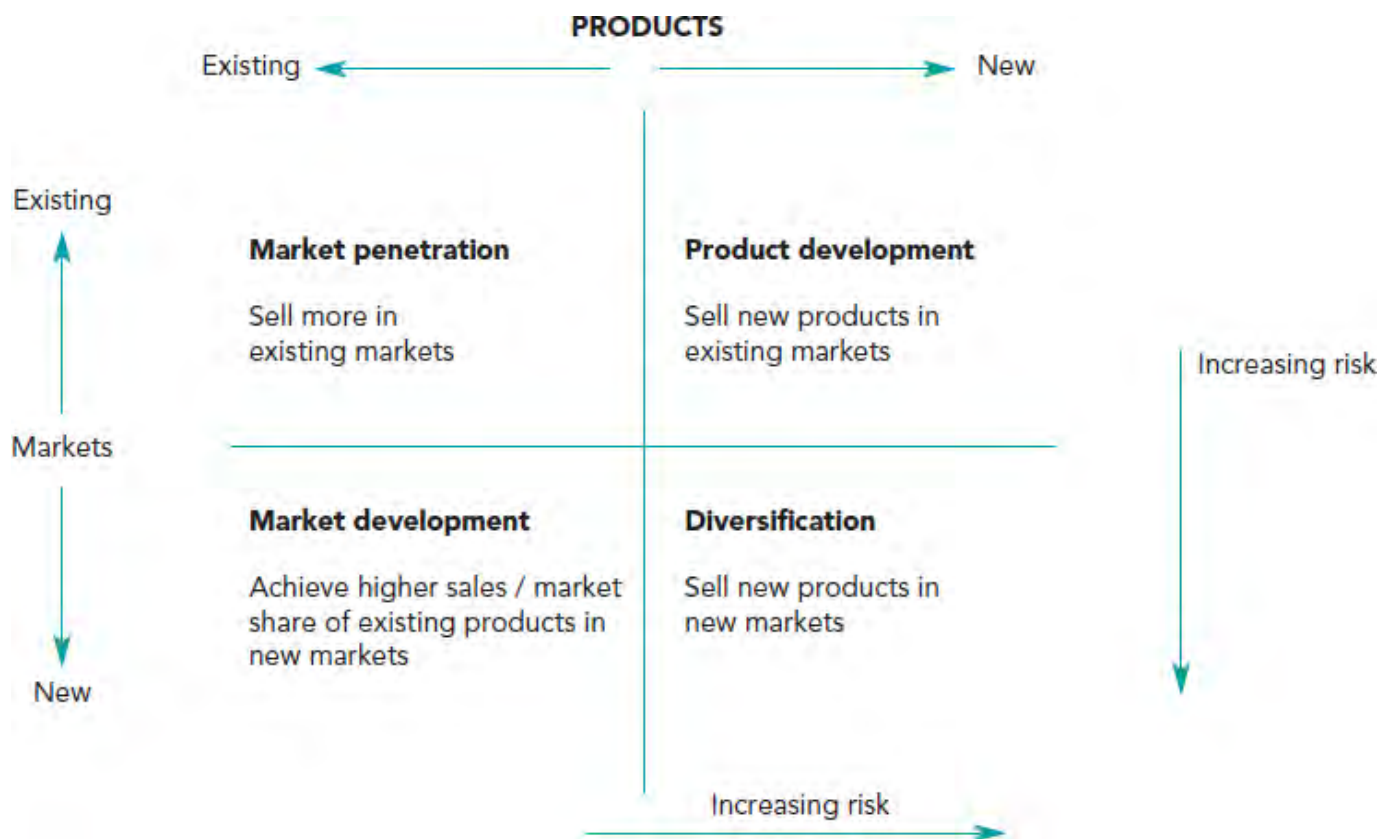 PRODUCTS
Existing
New
Existing
Market penetration
Product development
Sell more in
existing markets
Sell new products in
existing markets
Increasing risk
Markets
Market development
Diversification
Achieve higher sales / market
share of existing products in
new markets
Sell new products in
new markets
New
Increasing risk